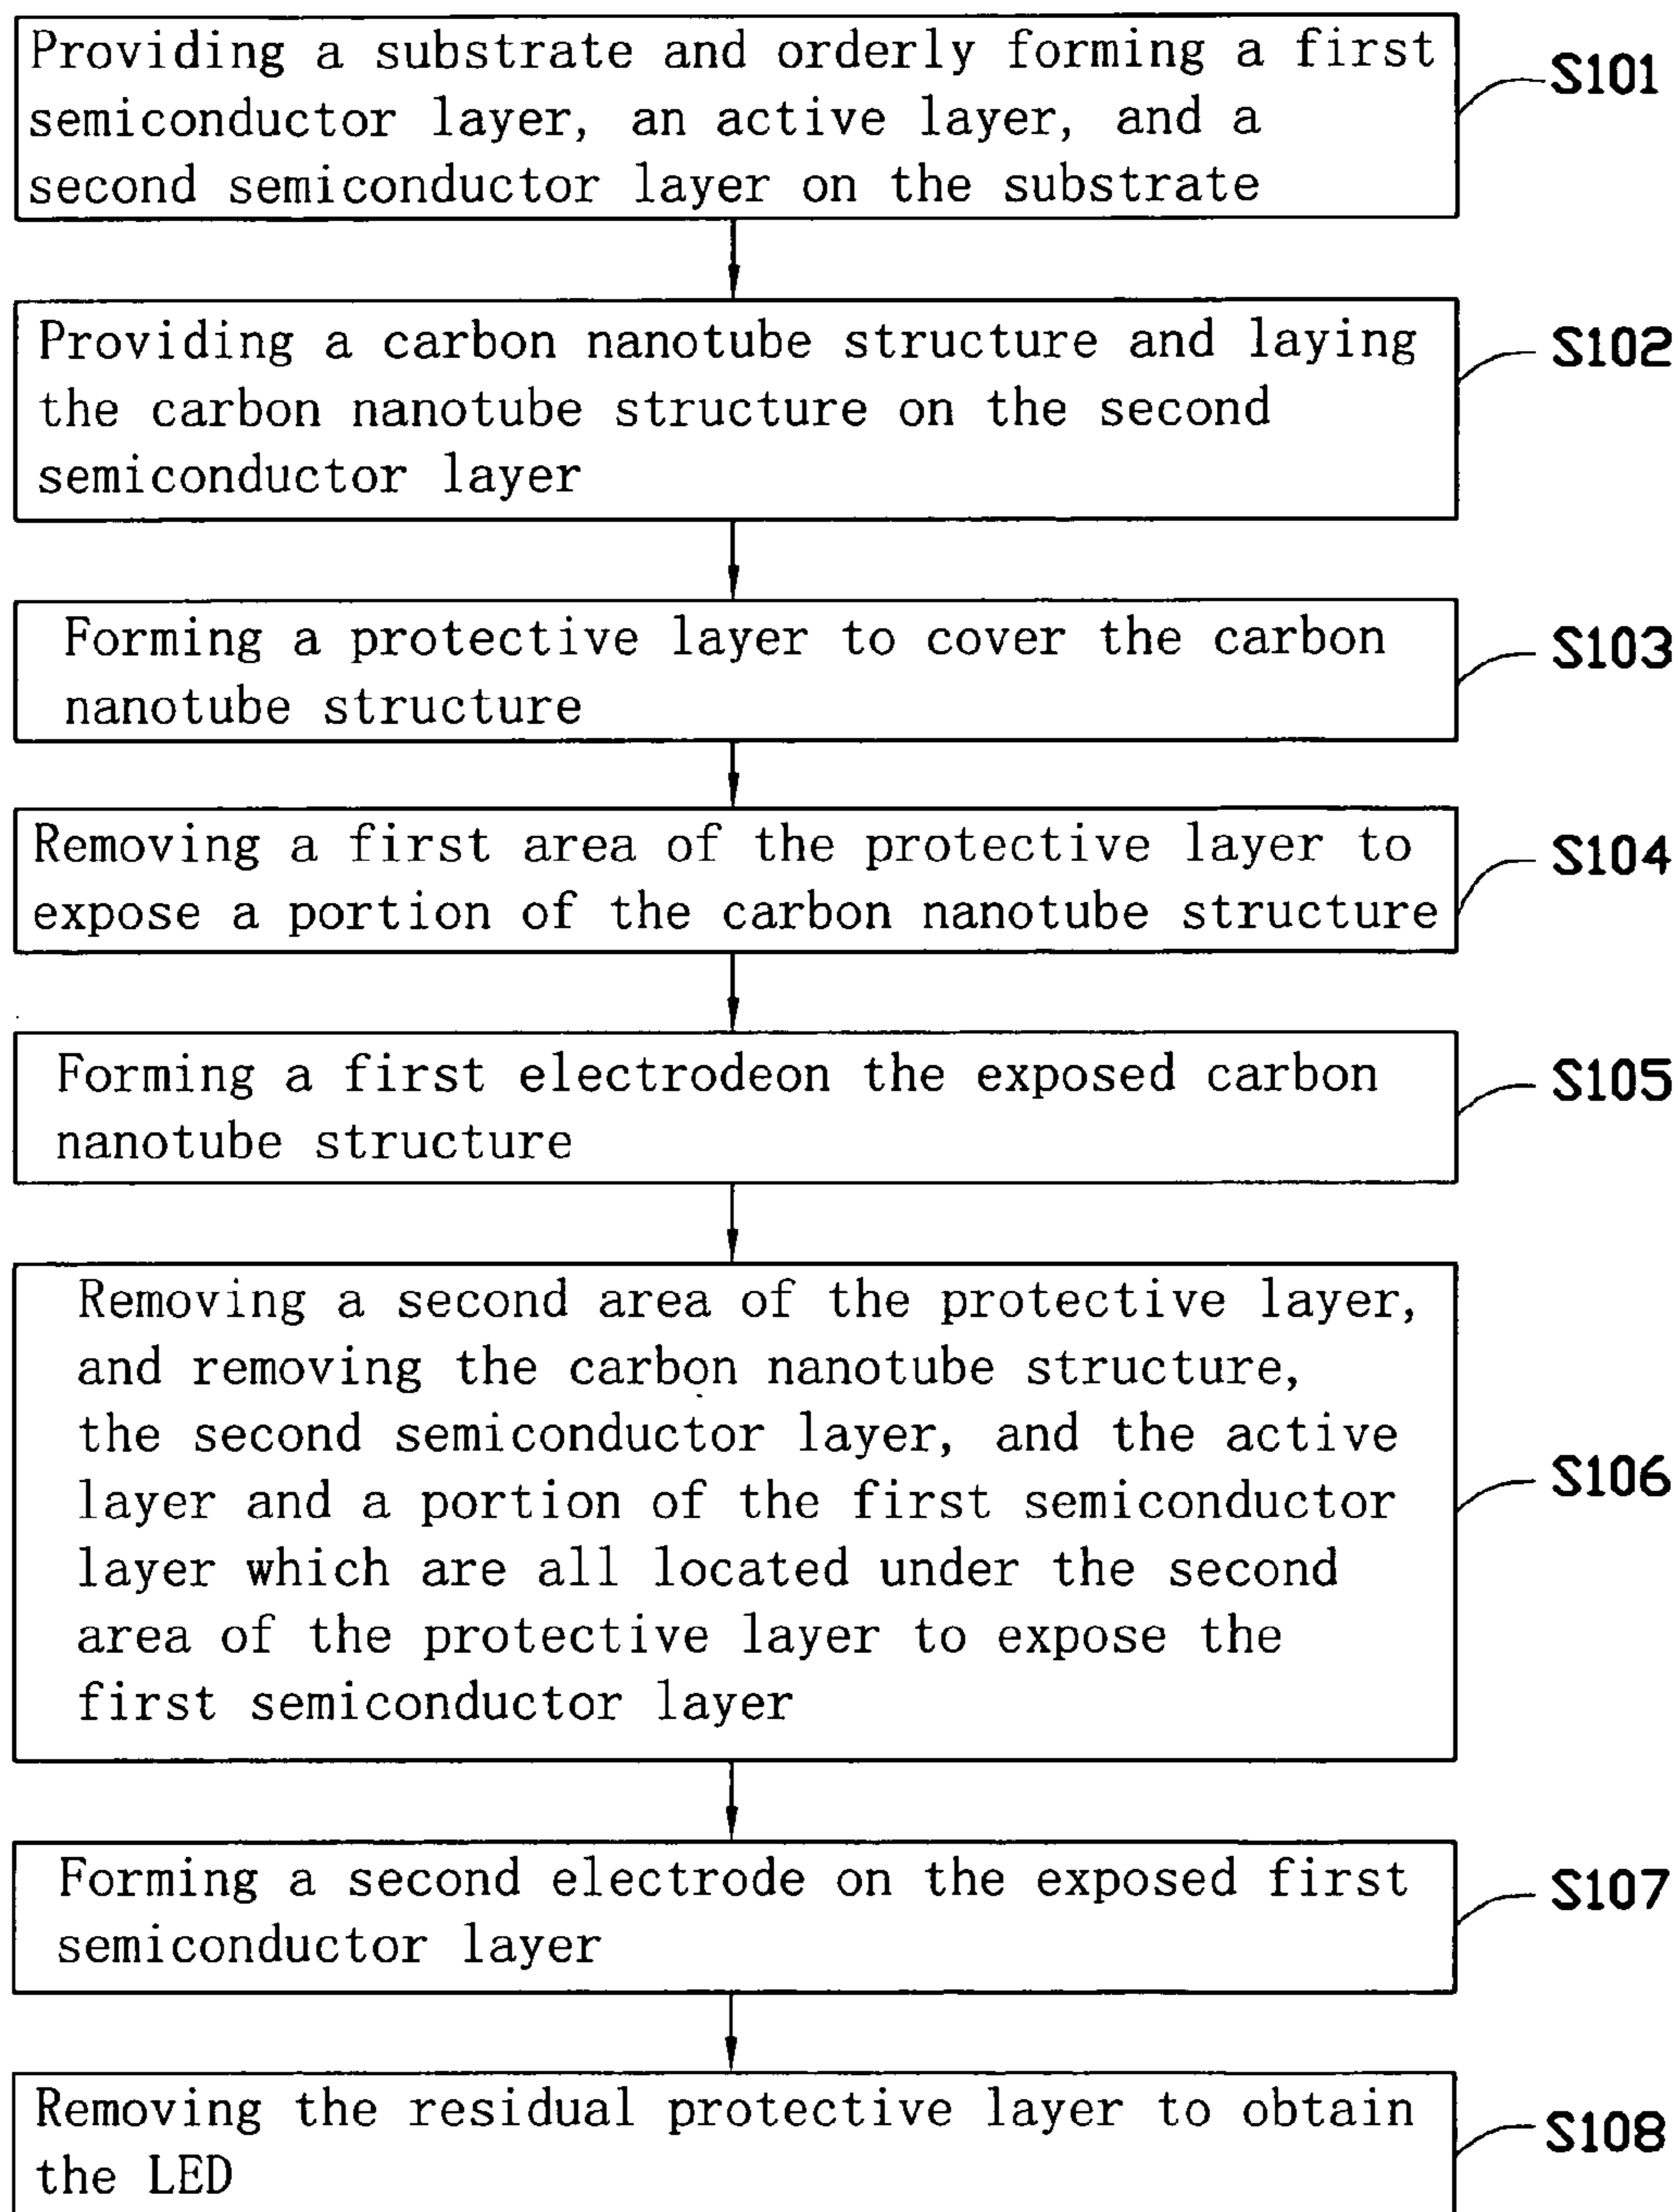 Providing a substrate and orderly forming a first
semiconductor layer, an active layer, and a
second semiconductor layer on the substrate
S101
Providing a carbon nanotube structure and laying
the carbon nanotube structure on the second
semiconductor layer
S102
Forming a protective layer to cover the carbon
nanotube structure
S103
Removing a first area of the protective layer to
expose a portion of the carbon nanotube structure
S104
Forming a first electrodeon the exposed carbon
nanotube structure
S105
Removing a second area of the protective layer,
and removing the carbon nanotube structure,
the second semiconductor layer, and the active
layer and a portion of the first semiconductor
layer which are all located under the second
area of the protective layer to expose the
first semiconductor layer
S106
Forming a second electrode on the exposed first
semiconductor layer
S107
Removing the residual protective layer to obtain
the LED
S108